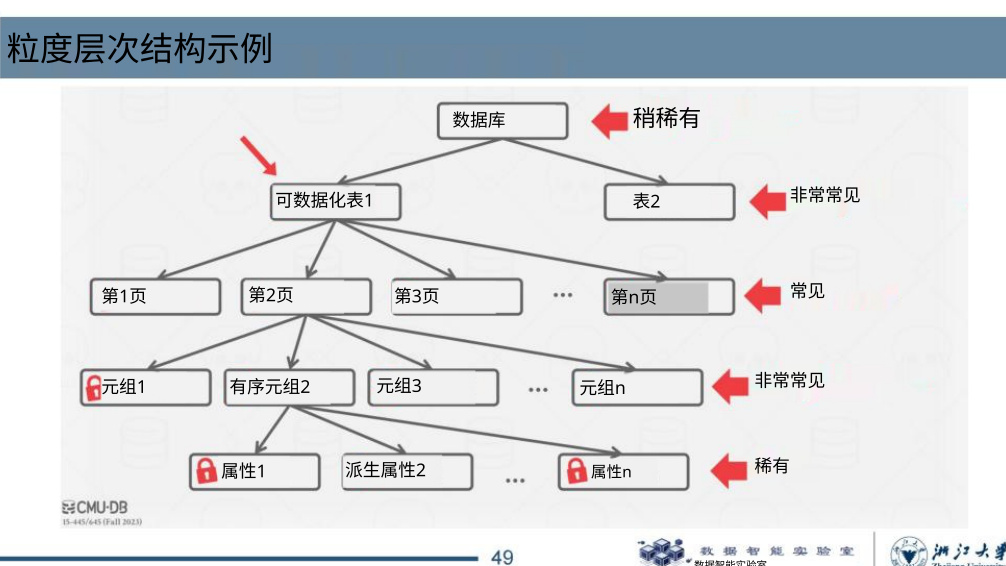 粒度层次结构示例
数据库
稍稀有
可数据化表1
表2
非常常见
第1页
第2页
第3页
...
第n页
常见
元组1
有序元组2
元组3
...
元组n
非常常见
属性1
派生属性2
...
属性n
稀有
CMU·DB
15-445/645 (Fall 2023)
49
数据智能实验室
数据智能实验室
浙江大学
Zhejiang University